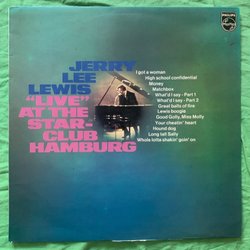 PHILIPS
JERRY
LEE
LEWIS
"LIVE"
AT THE
STAR-
CLUB
HAMBURG
I got a woman
High school confidential
Money
Matchbox
What'd I say - Part 1
What'd I say - Part 2
Great balls of fire
Lewis boogie
Good Golly, Miss Molly
Your cheatin' heart
Hound dog
Long tall Sally
Whole lotta shakin' goin' on